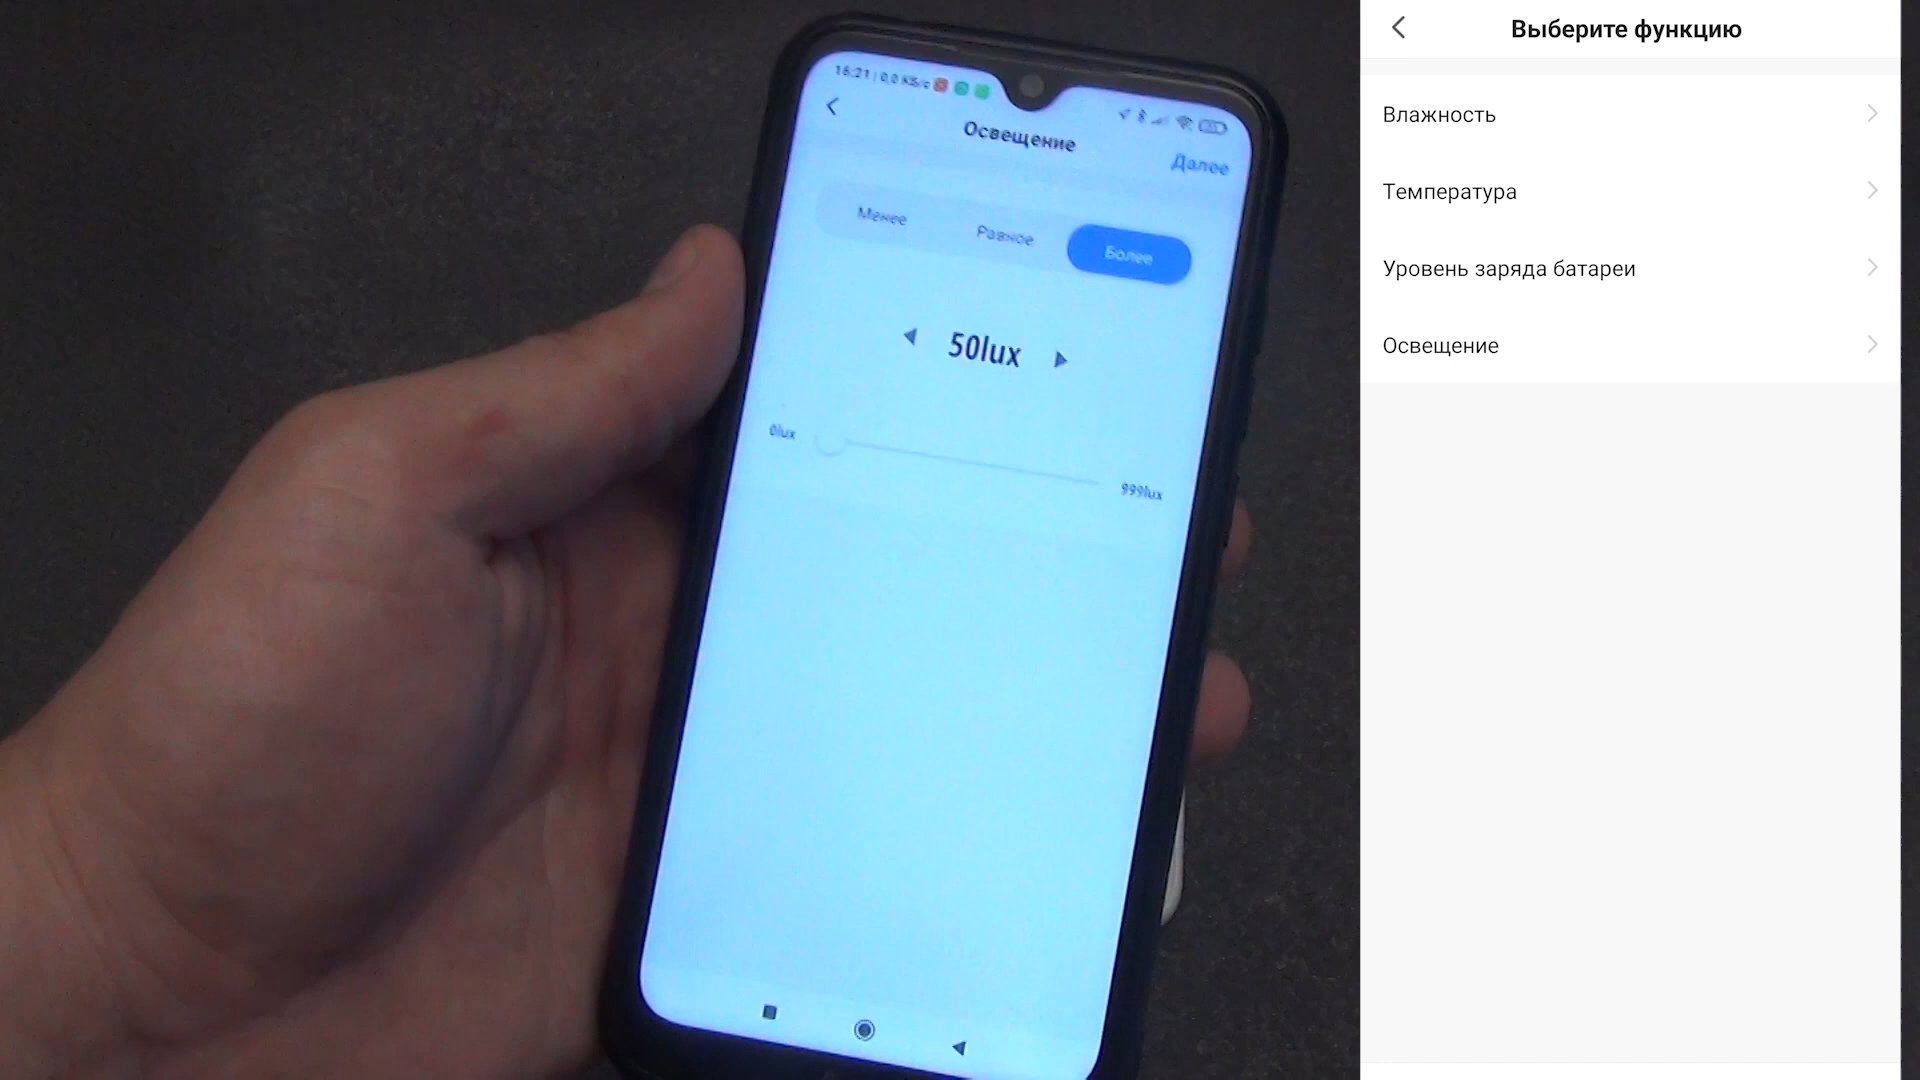 16:21 | 0,0 КБ/с
Освещение
Далее
Менее
Равное
Более
50lux
0lux
999lux
Выберите функцию
Влажность
Температура
Уровень заряда батареи
Освещение